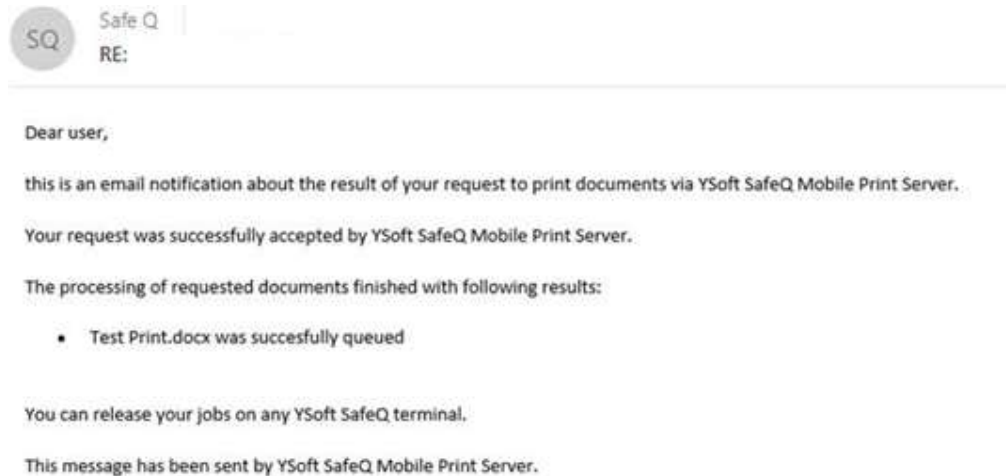 SQ
Safe Q
RE:
Dear user,
this is an email notification about the result of your request to print documents via YSoft SafeQ Mobile Print Server.
Your request was successfully accepted by YSoft SafeQ Mobile Print Server.
The processing of requested documents finished with following results:
• Test Print.docx was succesfully queued
You can release your jobs on any YSoft SafeQ terminal.
This message has been sent by YSoft SafeQ Mobile Print Server.